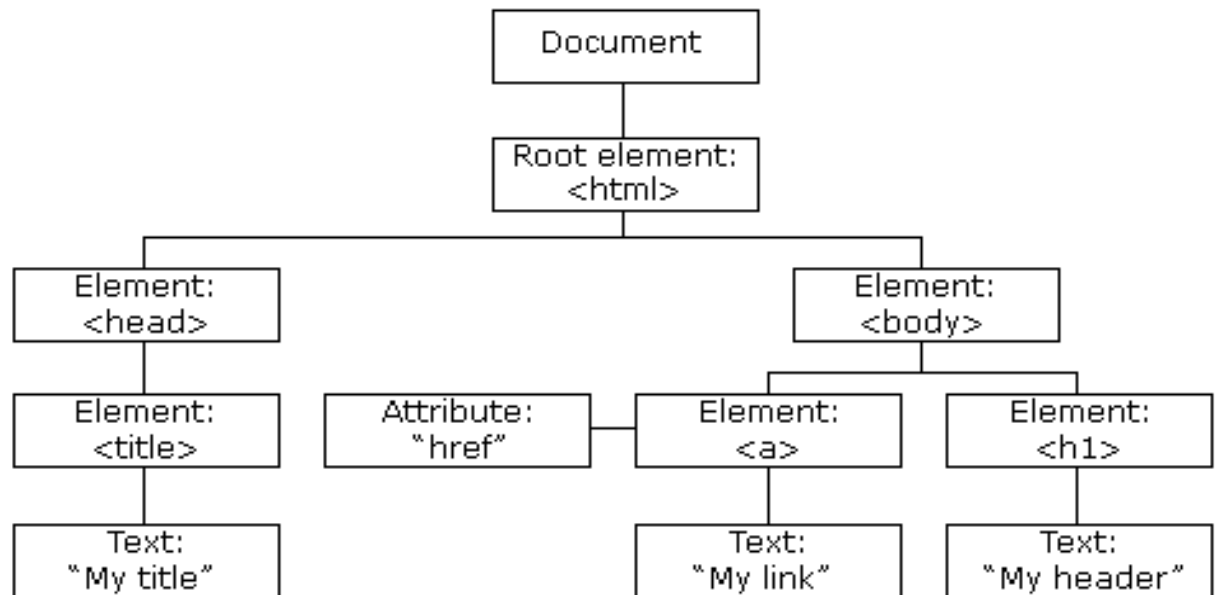 Document
Root element:
<html>
Element:
<head>
Element:
<body>
Element:
<title>
Attribute:
“href”
Element:
<a>
Element:
<h1>
Text:
“My title”
Text:
“My link”
Text:
“My header”